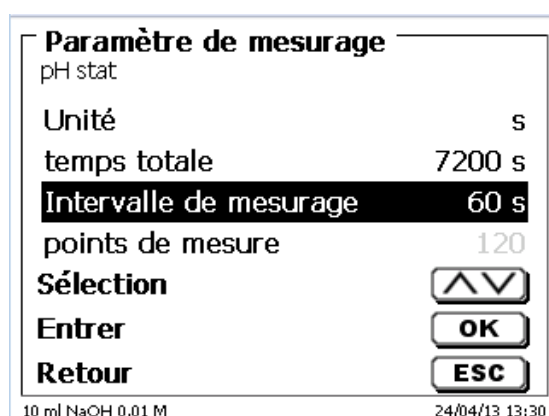 Paramètre de mesurage
pH stat
Unité s
temps totale 7200 s
Intervalle de mesurage 60 s
points de mesure 120
Sélection
Entrer OK
Retour ESC
10 ml NaOH 0.01 M 24/04/13 13:30